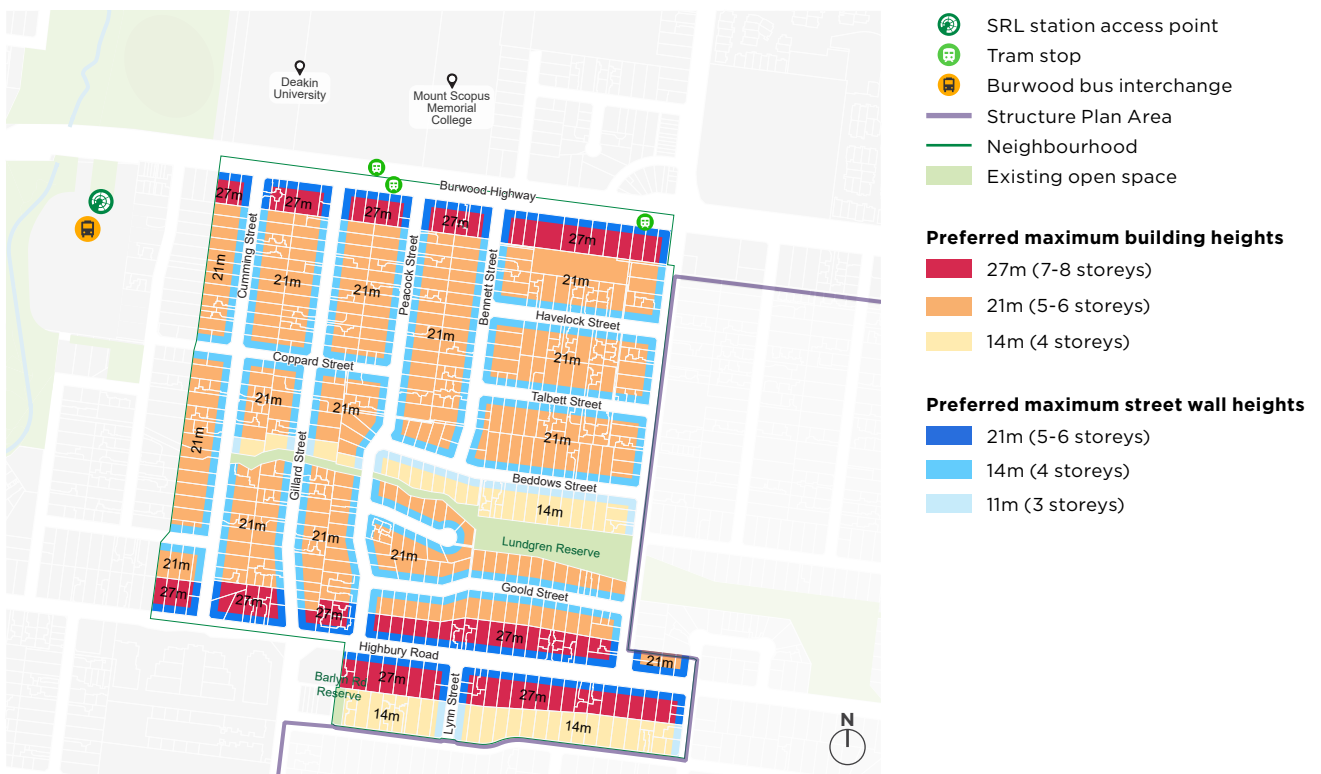 Deakin
University
Mount Scopus
Memorial
College
Burwood Highway
27m
27m
27m
27m
27m
Cumming Street
Peacock Street
Bennett Street
21m
21m
21m
21m
21m
Havelock Street
21m
Coppard Street
Talbett Street
21m
21m
21m
21m
Gillard Street
Beddows Street
14m
21m
21m
21m
Lundgren Reserve
21m
Goold Street
27m
27m
27m
27m
Highbury Road
21m
Barlyn Rd
Reserve
27m
Lynn Street
27m
14m
14m
N
SRL station access point
Tram stop
Burwood bus interchange
Structure Plan Area
Neighbourhood
Existing open space
Preferred maximum building heights
27m (7-8 storeys)
21m (5-6 storeys)
14m (4 storeys)
Preferred maximum street wall heights
21m (5-6 storeys)
14m (4 storeys)
11m (3 storeys)